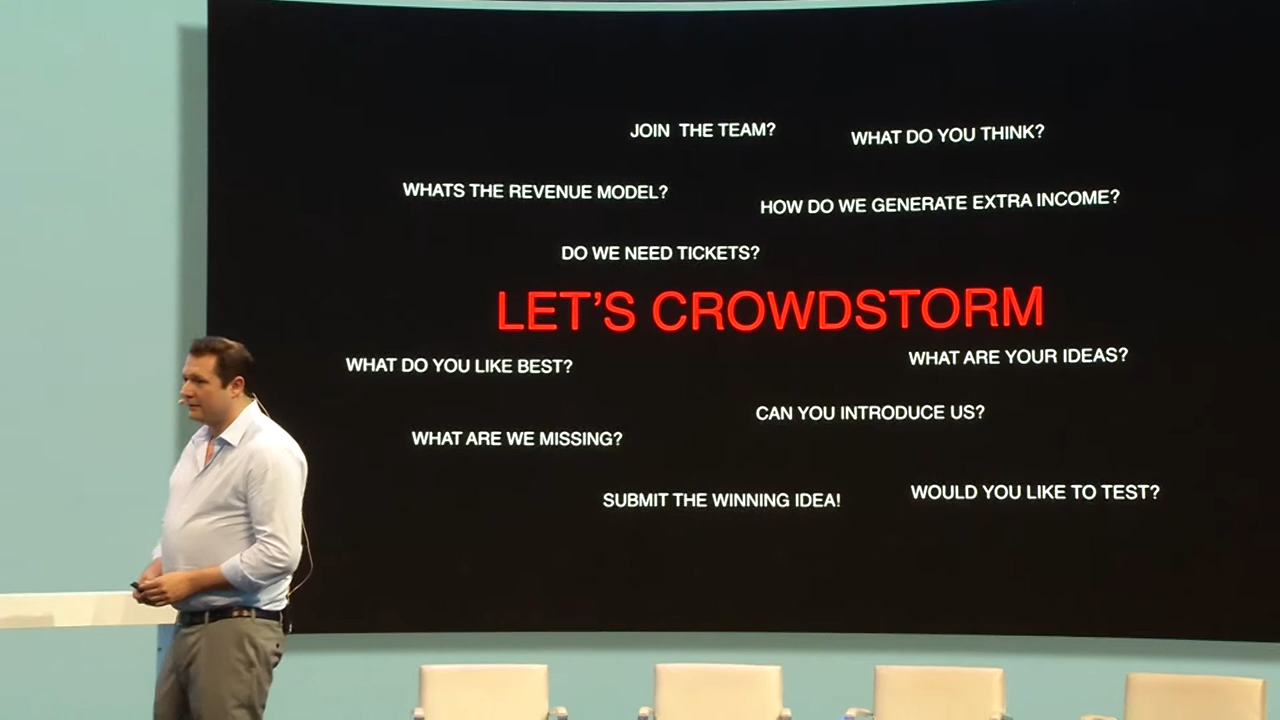 JOIN THE TEAM?
WHAT DO YOU THINK?
WHATS THE REVENUE MODEL?
HOW DO WE GENERATE EXTRA INCOME?
DO WE NEED TICKETS?
LET’S CROWDSTORM
WHAT DO YOU LIKE BEST?
WHAT ARE YOUR IDEAS?
CAN YOU INTRODUCE US?
WHAT ARE WE MISSING?
SUBMIT THE WINNING IDEA!
WOULD YOU LIKE TO TEST?